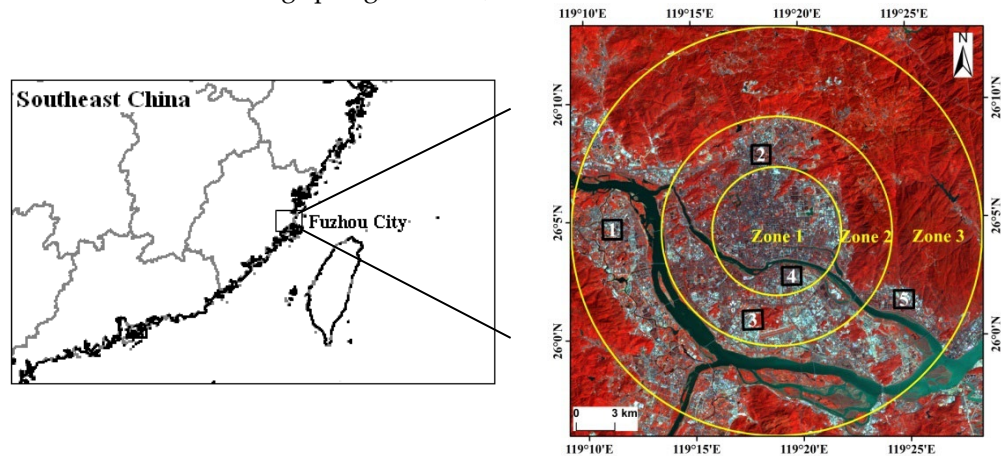 119°10'E 119°15'E 119°20'E 119°25'E
Southeast China
Fuzhou City
N
26°10'N 26°10'N
2
1
26°5'N 26°5'N
Zone 1 Zone 2 Zone 3
4
5
3
26°0'N 26°0'N
0 3 km
119°10'E 119°15'E 119°20'E 119°25'E